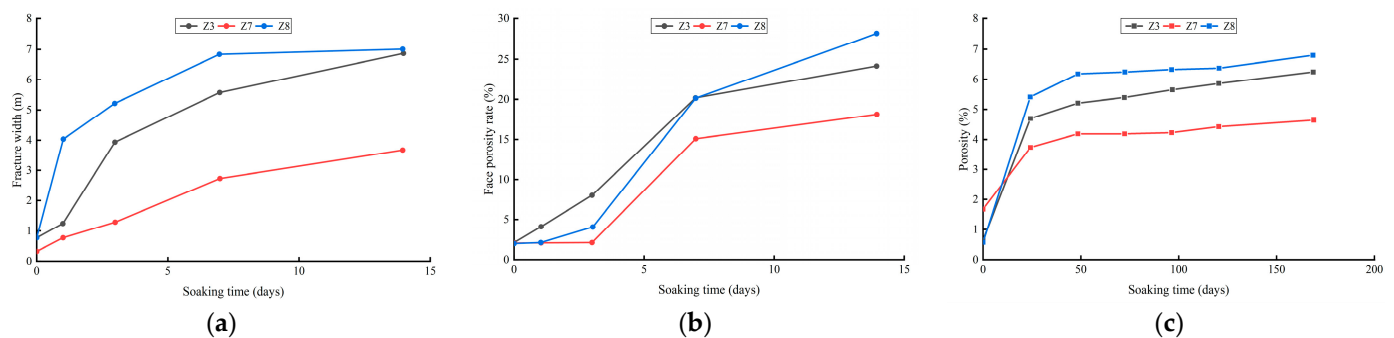 Z3 Z7 Z8
8
7
6
5
4
3
2
1
0
Fracture width (m)
0 5 10 15
Soaking time (days)
(a)
Z3 Z7 Z8
30
25
20
15
10
5
0
Face porosity rate (%)
0 5 10 15
Soaking time (days)
(b)
Z3 Z7 Z8
8
7
6
5
4
3
2
1
0
Porosity (%)
0 50 100 150 200
Soaking time (days)
(c)